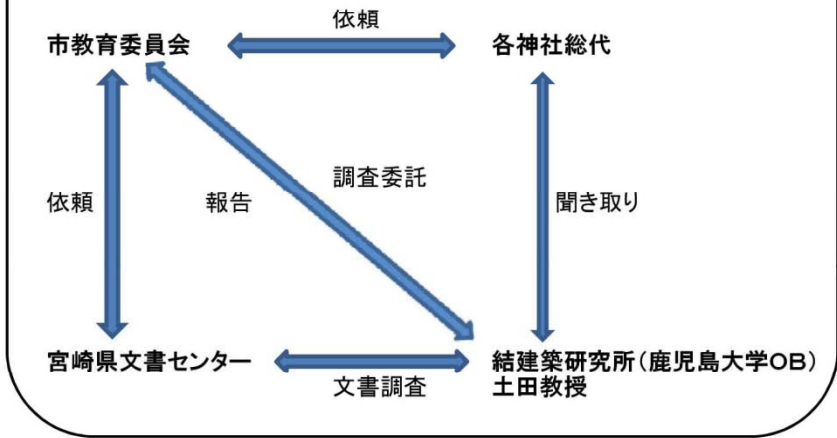 依頼
市教育委員会
各神社総代
調査委託
依頼
報告
聞き取り
宮崎県文書センター
結建築研究所(鹿児島大学OB)
土田教授
文書調査